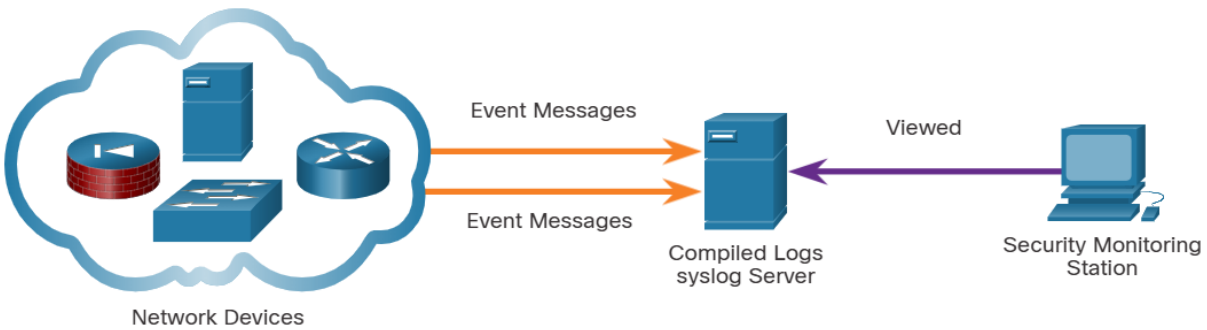 Event Messages
Event Messages
Network Devices
Compiled Logs
syslog Server
Viewed
Security Monitoring
Station